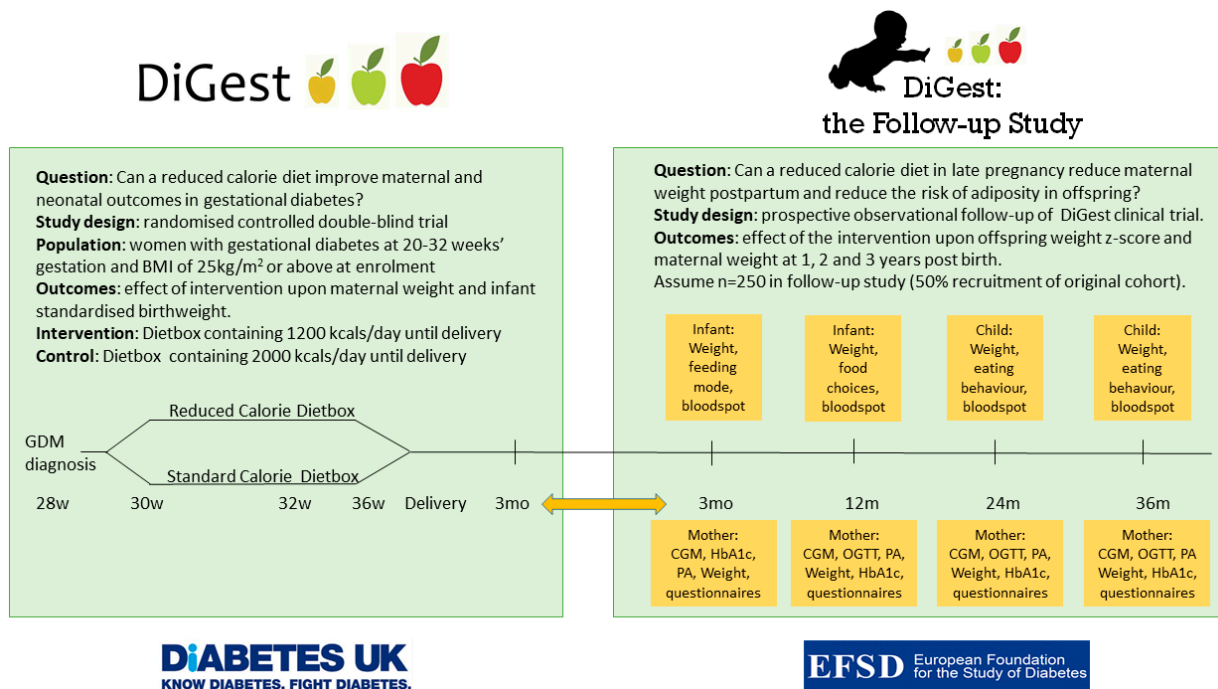 DiGest
Question: Can a reduced calorie diet improve maternal and
neonatal outcomes in gestational diabetes?
Study design: randomised controlled double-blind trial
Population: women with gestational diabetes at 20-32 weeks'
gestation and BMI of 25kg/m² or above at enrolment
Outcomes: effect of intervention upon maternal weight and infant
standardised birthweight.
Intervention: Dietbox containing 1200 kcals/day until delivery
Control: Dietbox containing 2000 kcals/day until delivery
Reduced Calorie Dietbox
GDM
diagnosis
Standard Calorie Dietbox
28w 30w 32w 36w Delivery 3mo
DiABETES UK
KNOW DIABETES. FIGHT DIABETES.
DiGest:
the Follow-up Study
Question: Can a reduced calorie diet in late pregnancy reduce maternal
weight postpartum and reduce the risk of adiposity in offspring?
Study design: prospective observational follow-up of DiGest clinical trial.
Outcomes: effect of the intervention upon offspring weight z-score and
maternal weight at 1, 2 and 3 years post birth.
Assume n=250 in follow-up study (50% recruitment of original cohort).
Infant:
Weight,
feeding
mode,
bloodspot
Infant:
Weight,
food
choices,
bloodspot
Child:
Weight,
eating
behaviour,
bloodspot
Child:
Weight,
eating
behaviour,
bloodspot
3mo 12m 24m 36m
Mother:
CGM, HbA1c,
PA, Weight,
questionnaires
Mother:
CGM, OGTT, PA,
Weight, HbA1c,
questionnaires
Mother:
CGM, OGTT, PA,
Weight, HbA1c,
questionnaires
Mother:
CGM, OGTT, PA
Weight, HbA1c,
questionnaires
EFSD European Foundation
for the Study of Diabetes